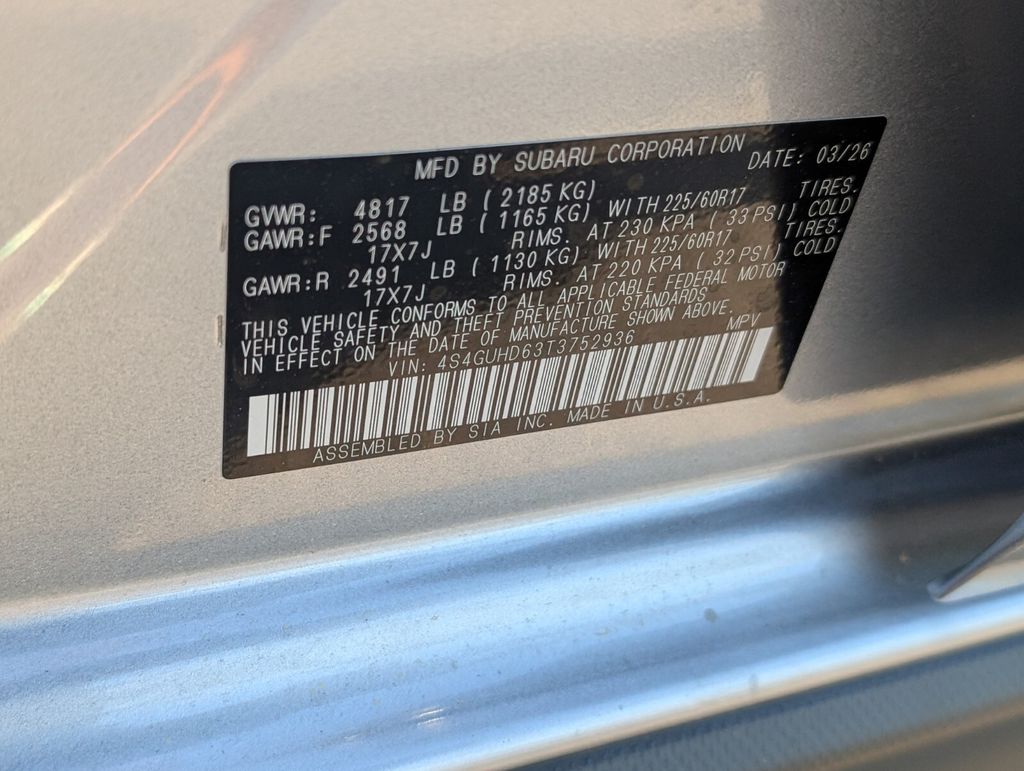 MFD BY SUBARU CORPORATION DATE: 03/26
GVWR: 4817 LB (2185 KG)
GAWR:F 2568 LB (1165 KG) WITH 225/60R17 TIRES.
17X7J RIMS. AT 230 KPA (33 PSI) COLD
GAWR:R 2491 LB (1130 KG) WITH 225/60R17 TIRES.
17X7J RIMS. AT 220 KPA (32 PSI) COLD
THIS VEHICLE CONFORMS TO ALL APPLICABLE FEDERAL MOTOR
VEHICLE SAFETY AND THEFT PREVENTION STANDARDS
IN EFFECT ON THE DATE OF MANUFACTURE SHOWN ABOVE.
VIN: 4S4GUHD63T3752936 MPV
ASSEMBLED BY SIA INC. MADE IN U.S.A.